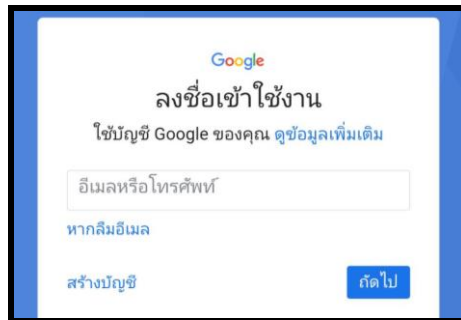 Google
ลงชื่อเข้าใช้งาน
ใช้บัญชี Google ของคุณ ดูข้อมูลเพิ่มเติม
อีเมลหรือโทรศัพท์
หากลืมอีเมล
สร้างบัญชี
ถัดไป